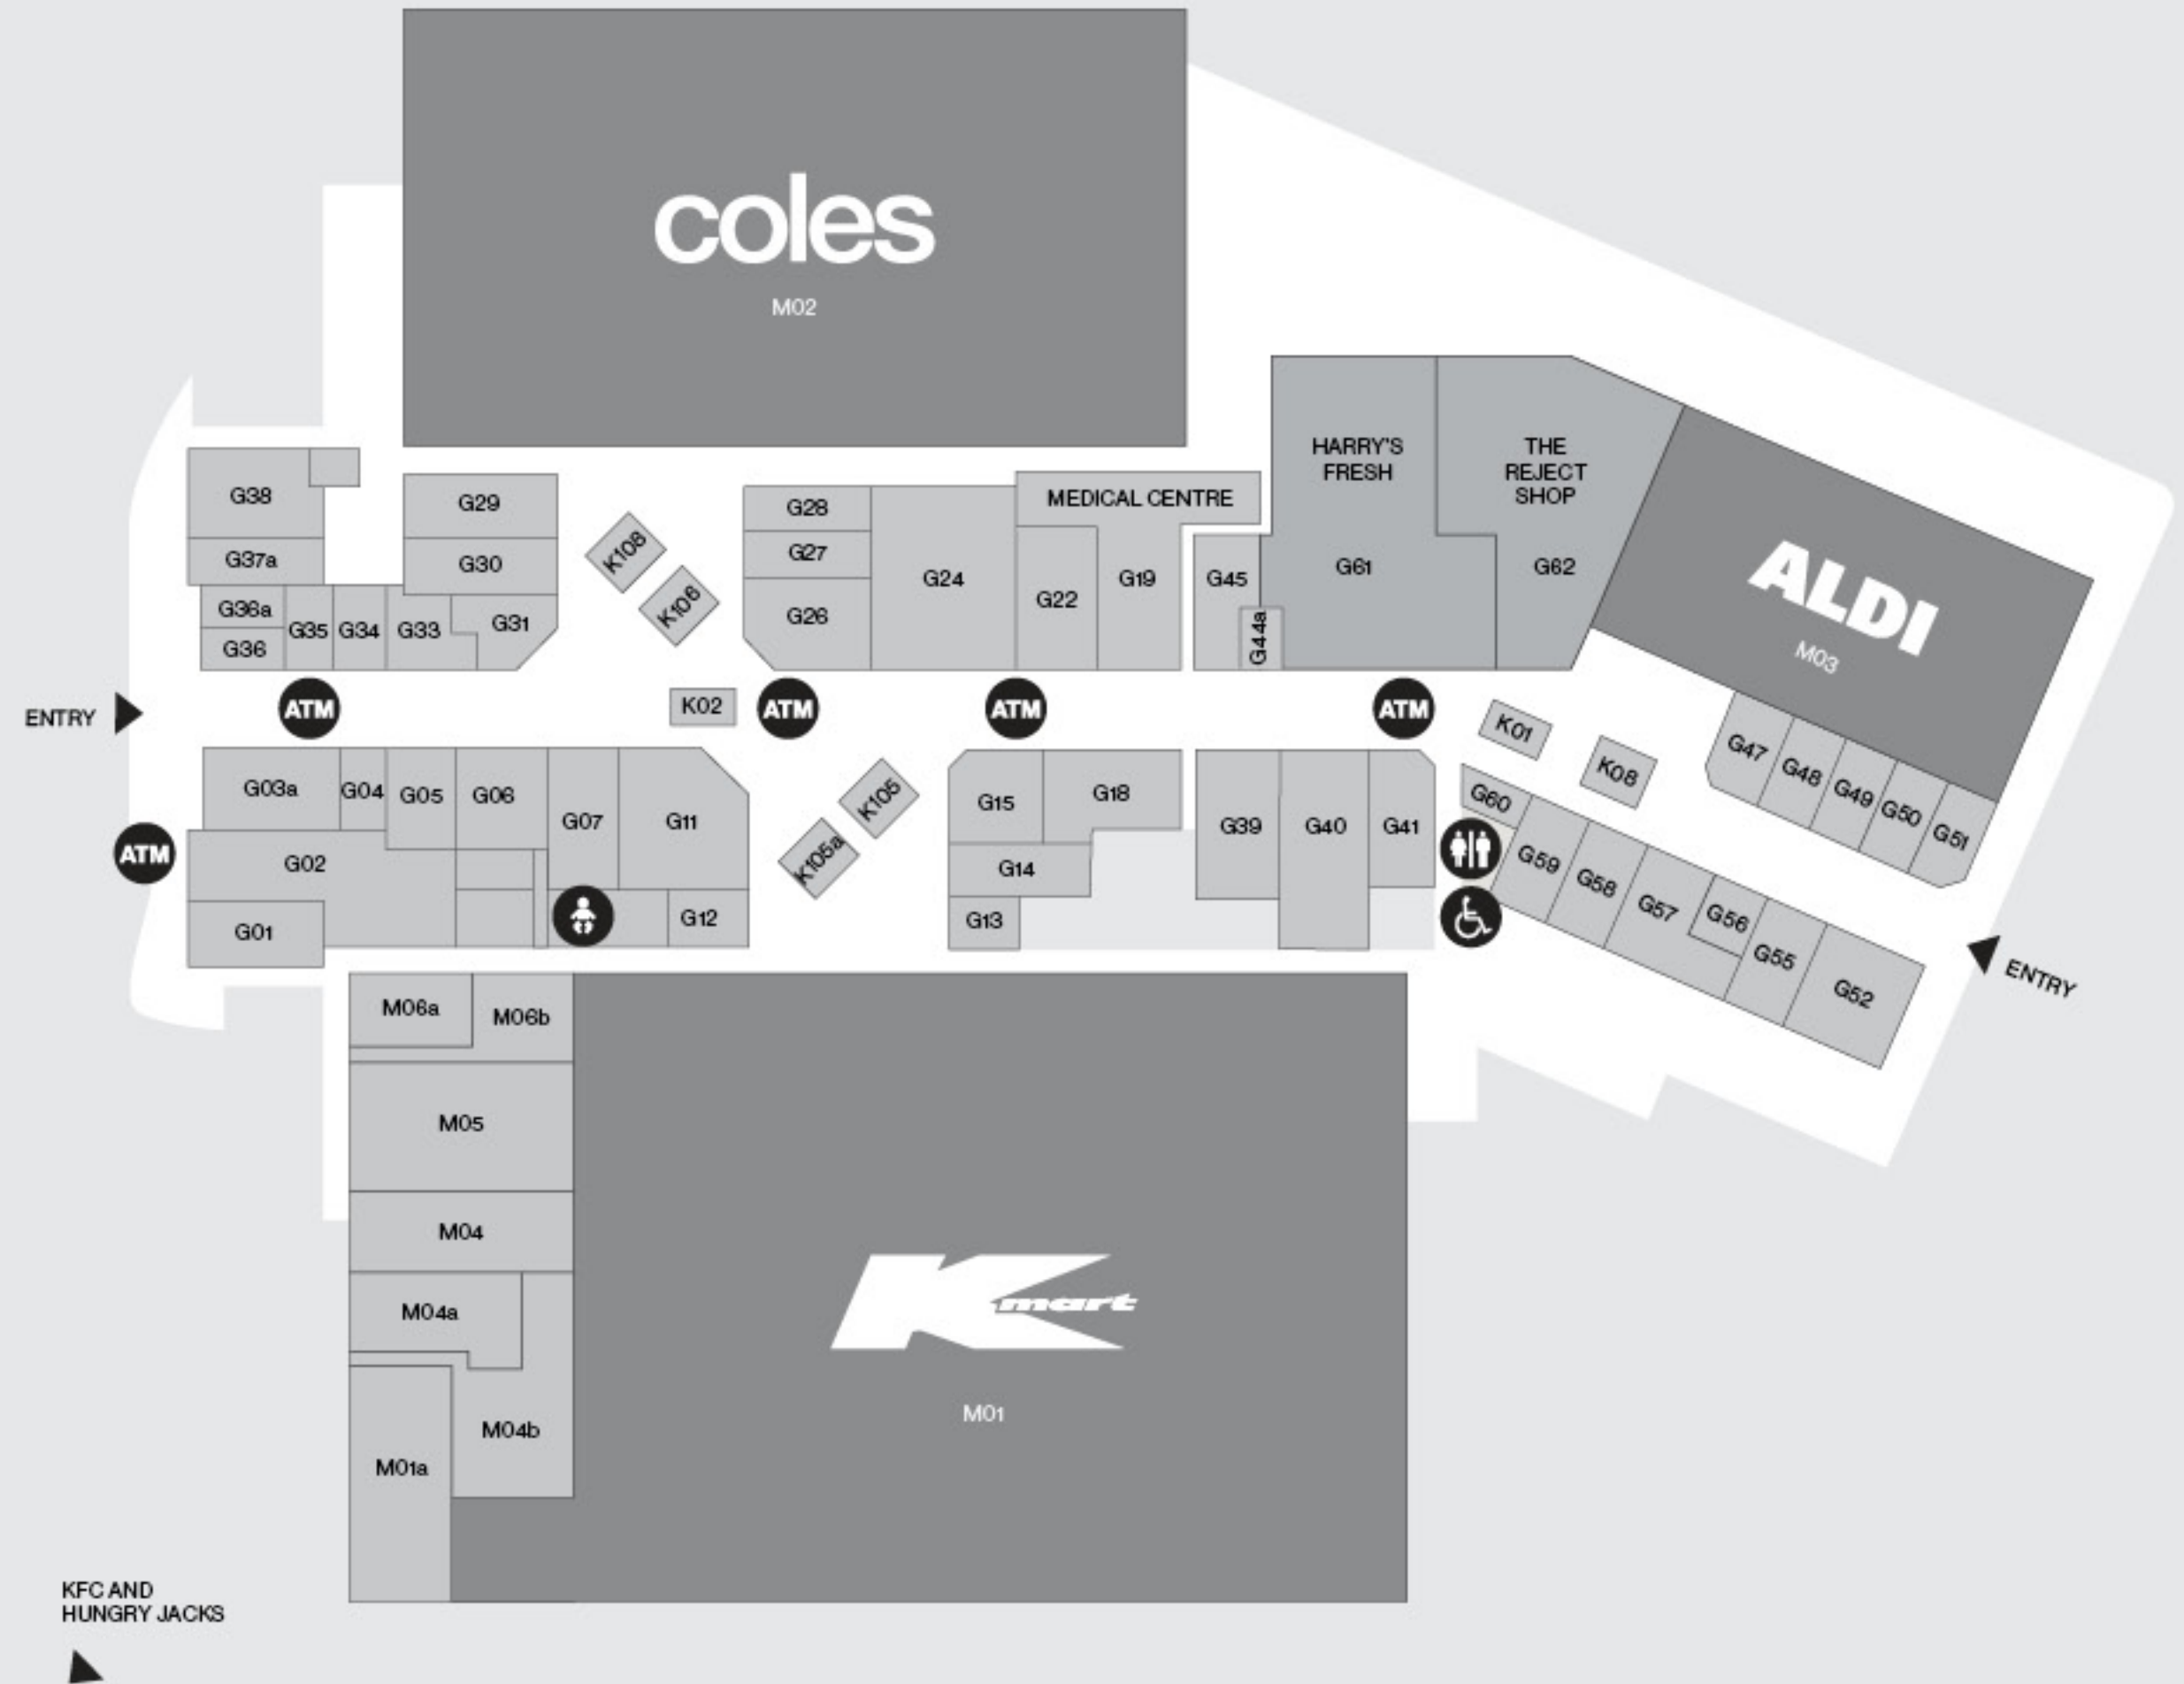 coles
M02
HARRY'S
FRESH
THE
REJECT
SHOP
ALDI
M03
G38
G37a
G36a
G36
G35
G34
G33
G29
G30
G31
K108
K106
G28
G27
G26
G24
MEDICAL CENTRE
G22
G19
G45
G44a
G61
G62
ENTRY
ATM
K02
ATM
ATM
ATM
K01
K08
G47
G48
G49
G50
G51
G03a
G04
G05
G06
G07
G11
ATM
G02
G01
G12
K105
K105a
G15
G18
G14
G13
G39
G40
G41
G60
G59
G58
G57
G56
G55
G52
ENTRY
M06a
M06b
M05
M04
M04a
M04b
M01a
Kmart
M01
KFC AND
HUNGRY JACKS